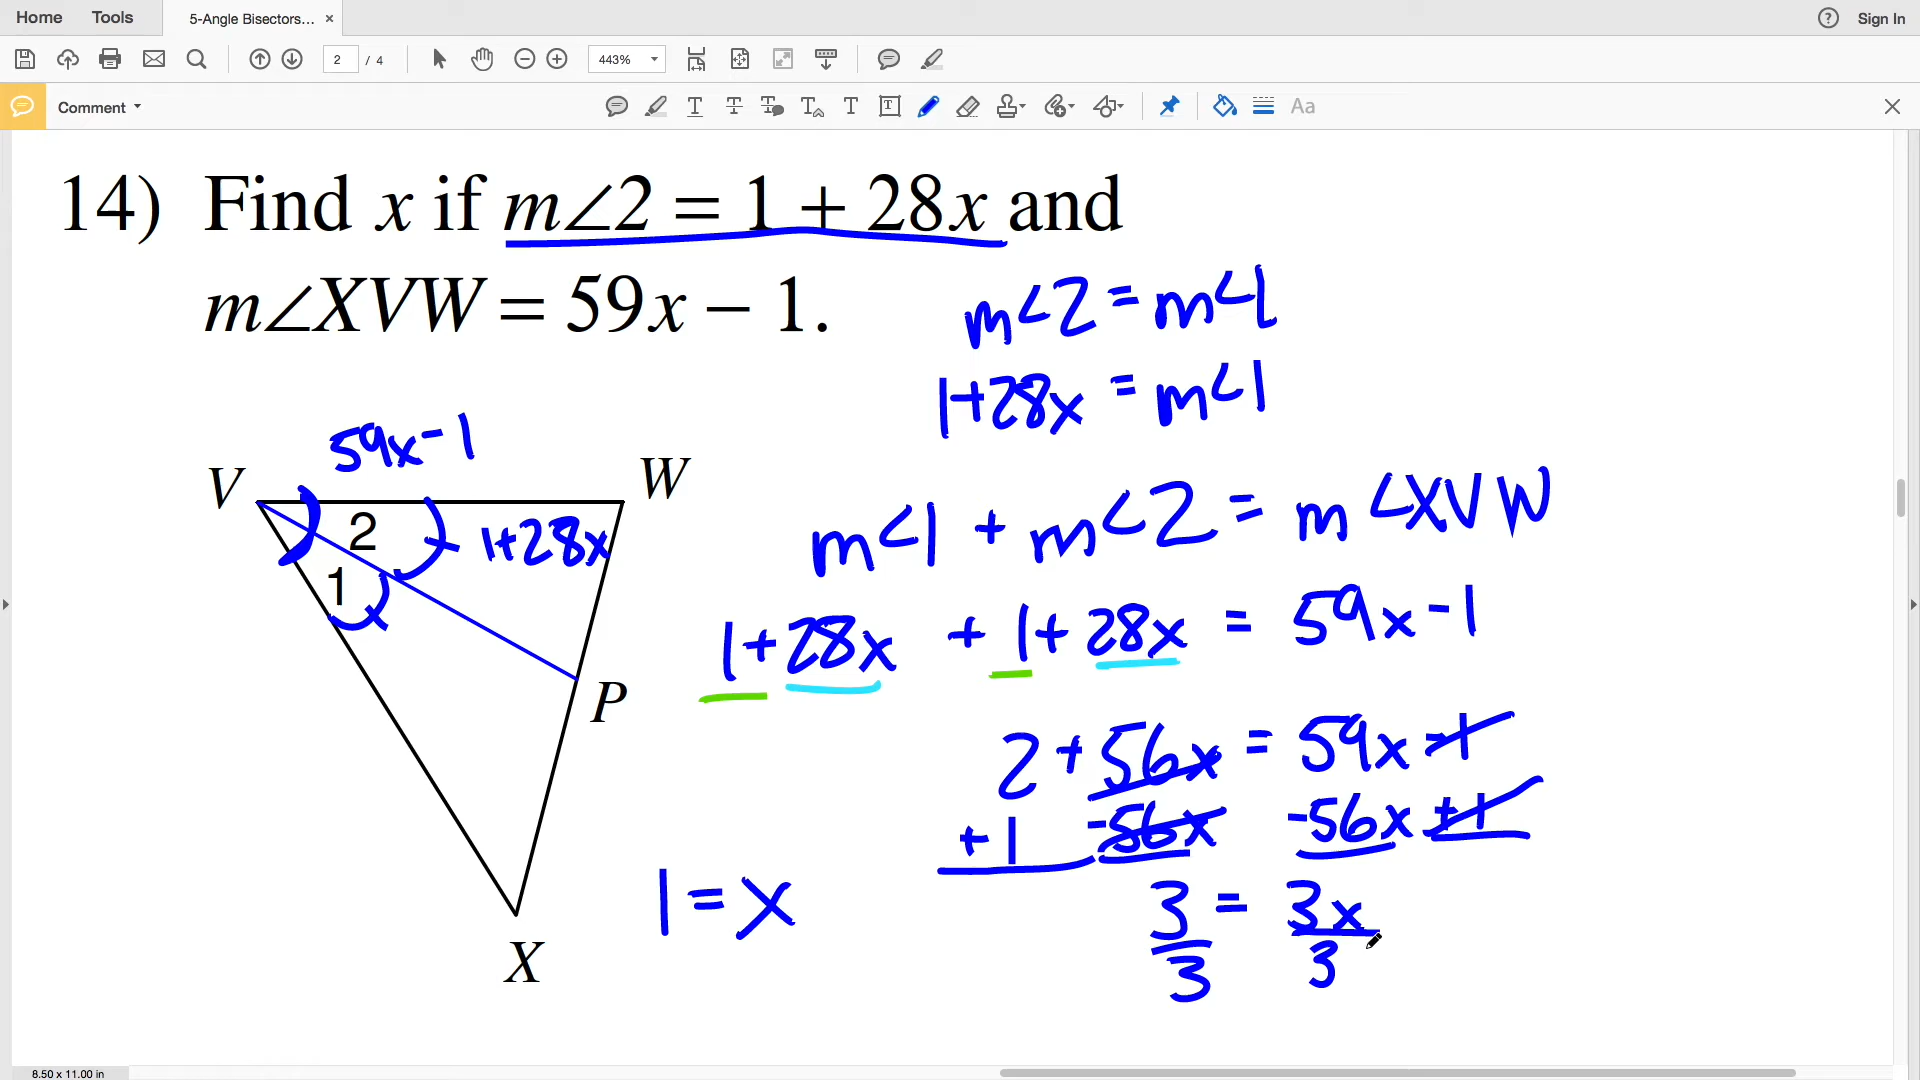 Home Tools 5-Angle Bisectors... × ? Sign In
2 / 4 443%
Comment T T T T T T Aa
14) Find x if m∠2 = 1 + 28x and
m∠XVW = 59x − 1.
m∠2 = m∠1
1+28x = m∠1
59x-1
V W
2 1+28x
1
P
X
m∠1 + m∠2 = m∠XVW
1+28x + 1+28x = 59x-1
2+56x = 59x-1
+1 -56x -56x+1
3 = 3x
3 3
1 = x
8.50 x 11.00 in